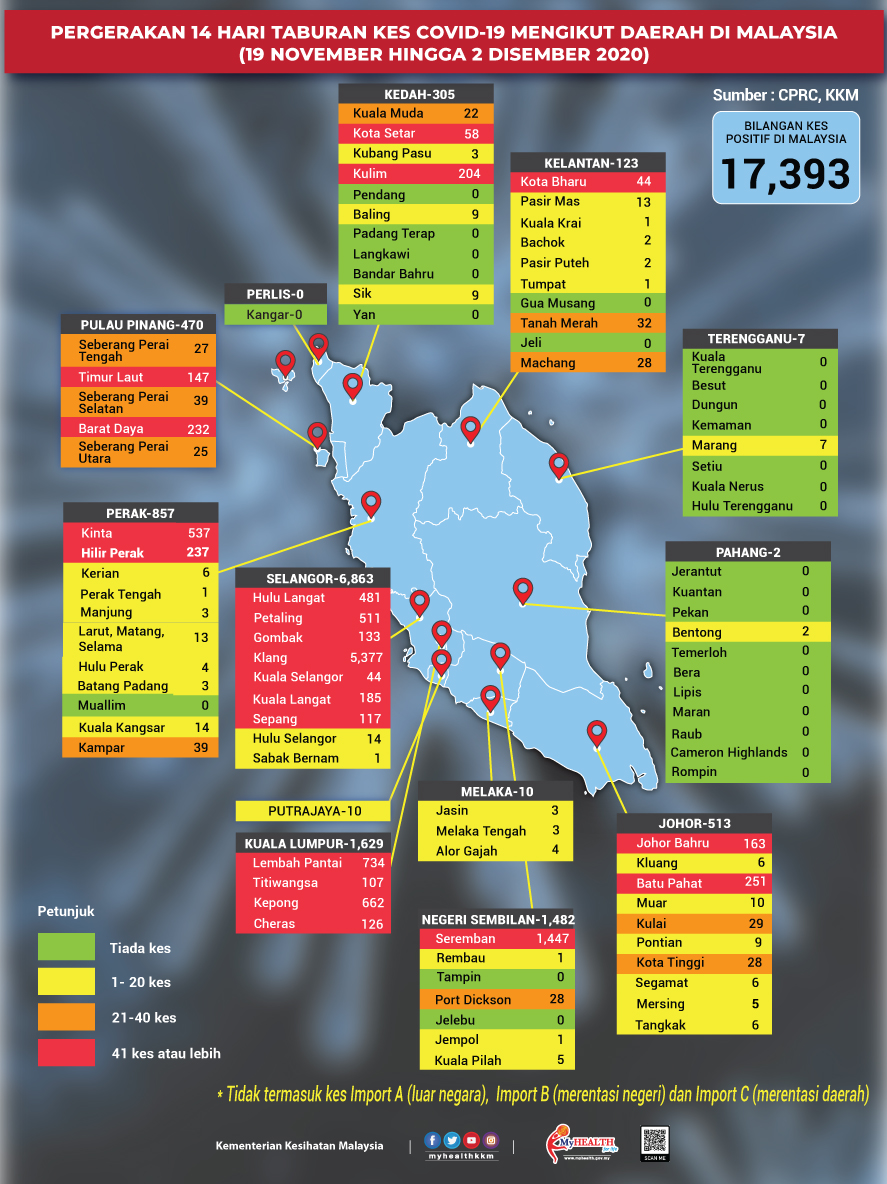 PERGERAKAN 14 HARI TABURAN KES COVID-19 MENGIKUT DAERAH DI MALAYSIA
(19 NOVEMBER HINGGA 2 DISEMBER 2020)
Sumber : CPRC, KKM
BILANGAN KES
POSITIF DI MALAYSIA
17,393
KEDAH-305
Kuala Muda 22
Kota Setar 58
Kubang Pasu 3
Kulim 204
Pendang 0
Baling 9
Padang Terap 0
Langkawi 0
Bandar Bahru 0
Sik 9
Yan 0
KELANTAN-123
Kota Bharu 44
Pasir Mas 13
Kuala Krai 1
Bachok 2
Pasir Puteh 2
Tumpat 1
Gua Musang 0
Tanah Merah 32
Jeli 0
Machang 28
PERLIS-0
Kangar-0
PULAU PINANG-470
Seberang Perai
Tengah 27
Timur Laut 147
Seberang Perai
Selatan 39
Barat Daya 232
Seberang Perai
Utara 25
TERENGGANU-7
Kuala
Terengganu 0
Besut 0
Dungun 0
Kemaman 0
Marang 7
Setiu 0
Kuala Nerus 0
Hulu Terengganu 0
PERAK-857
Kinta 537
Hilir Perak 237
Kerian 6
Perak Tengah 1
Manjung 3
Larut, Matang,
Selama 13
Hulu Perak 4
Batang Padang 3
Muallim 0
Kuala Kangsar 14
Kampar 39
SELANGOR-6,863
Hulu Langat 481
Petaling 511
Gombak 133
Klang 5,377
Kuala Selangor 44
Kuala Langat 185
Sepang 117
Hulu Selangor 14
Sabak Bernam 1
PAHANG-2
Jerantut 0
Kuantan 0
Pekan 0
Bentong 2
Temerloh 0
Bera 0
Lipis 0
Maran 0
Raub 0
Cameron Highlands 0
Rompin 0
PUTRAJAYA-10
KUALA LUMPUR-1,629
Lembah Pantai 734
Titiwangsa 107
Kepong 662
Cheras 126
MELAKA-10
Jasin 3
Melaka Tengah 3
Alor Gajah 4
NEGERI SEMBILAN-1,482
Seremban 1,447
Rembau 1
Tampin 0
Port Dickson 28
Jelebu 0
Jempol 1
Kuala Pilah 5
JOHOR-513
Johor Bahru 163
Kluang 6
Batu Pahat 251
Muar 10
Kulai 29
Pontian 9
Kota Tinggi 28
Segamat 6
Mersing 5
Tangkak 6
Petunjuk
Tiada kes
1- 20 kes
21-40 kes
41 kes atau lebih
* Tidak termasuk kes Import A (luar negara), Import B (merentasi negeri) dan Import C (merentasi daerah)
Kementerian Kesihatan Malaysia
myhealthkkm
MyHEALTH
for life
www.myhealth.gov.my
SCAN ME